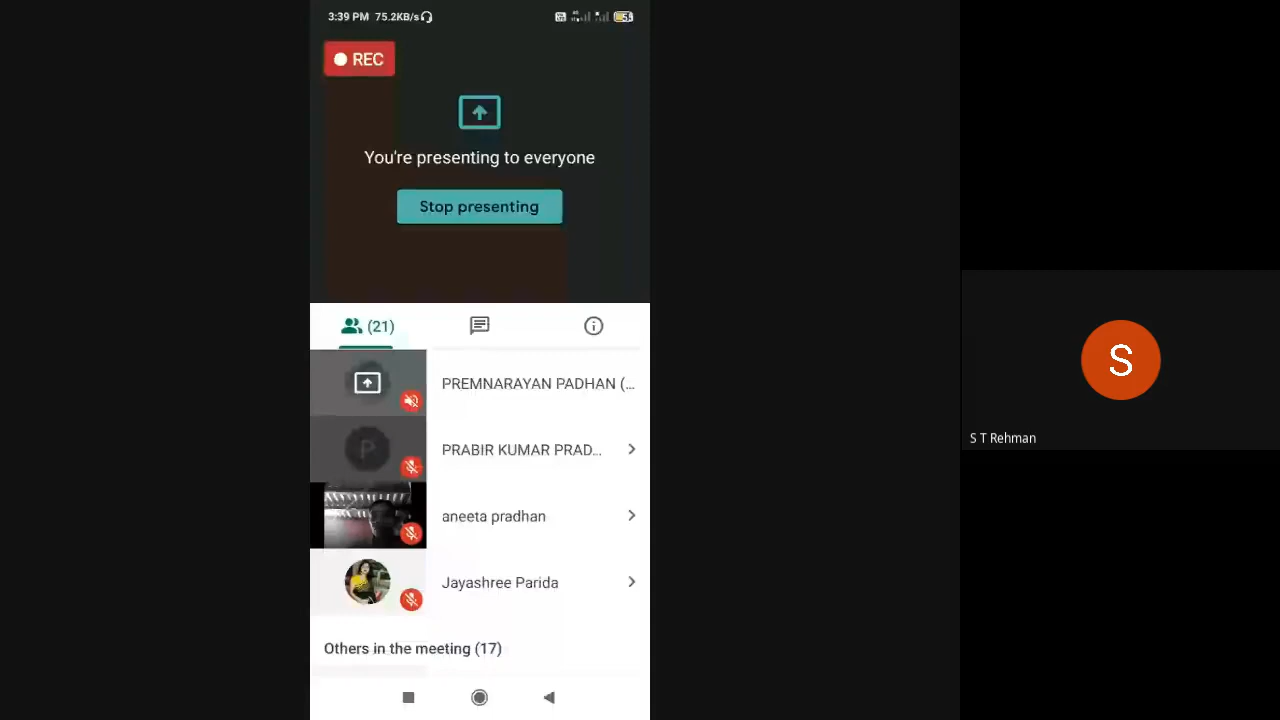 3:39 PM 75.2KB/s
REC
You're presenting to everyone
Stop presenting
(21)
PREMNARAYAN PADHAN (...
P
PRABIR KUMAR PRAD...
aneeta pradhan
Jayashree Parida
Others in the meeting (17)
S
S T Rehman